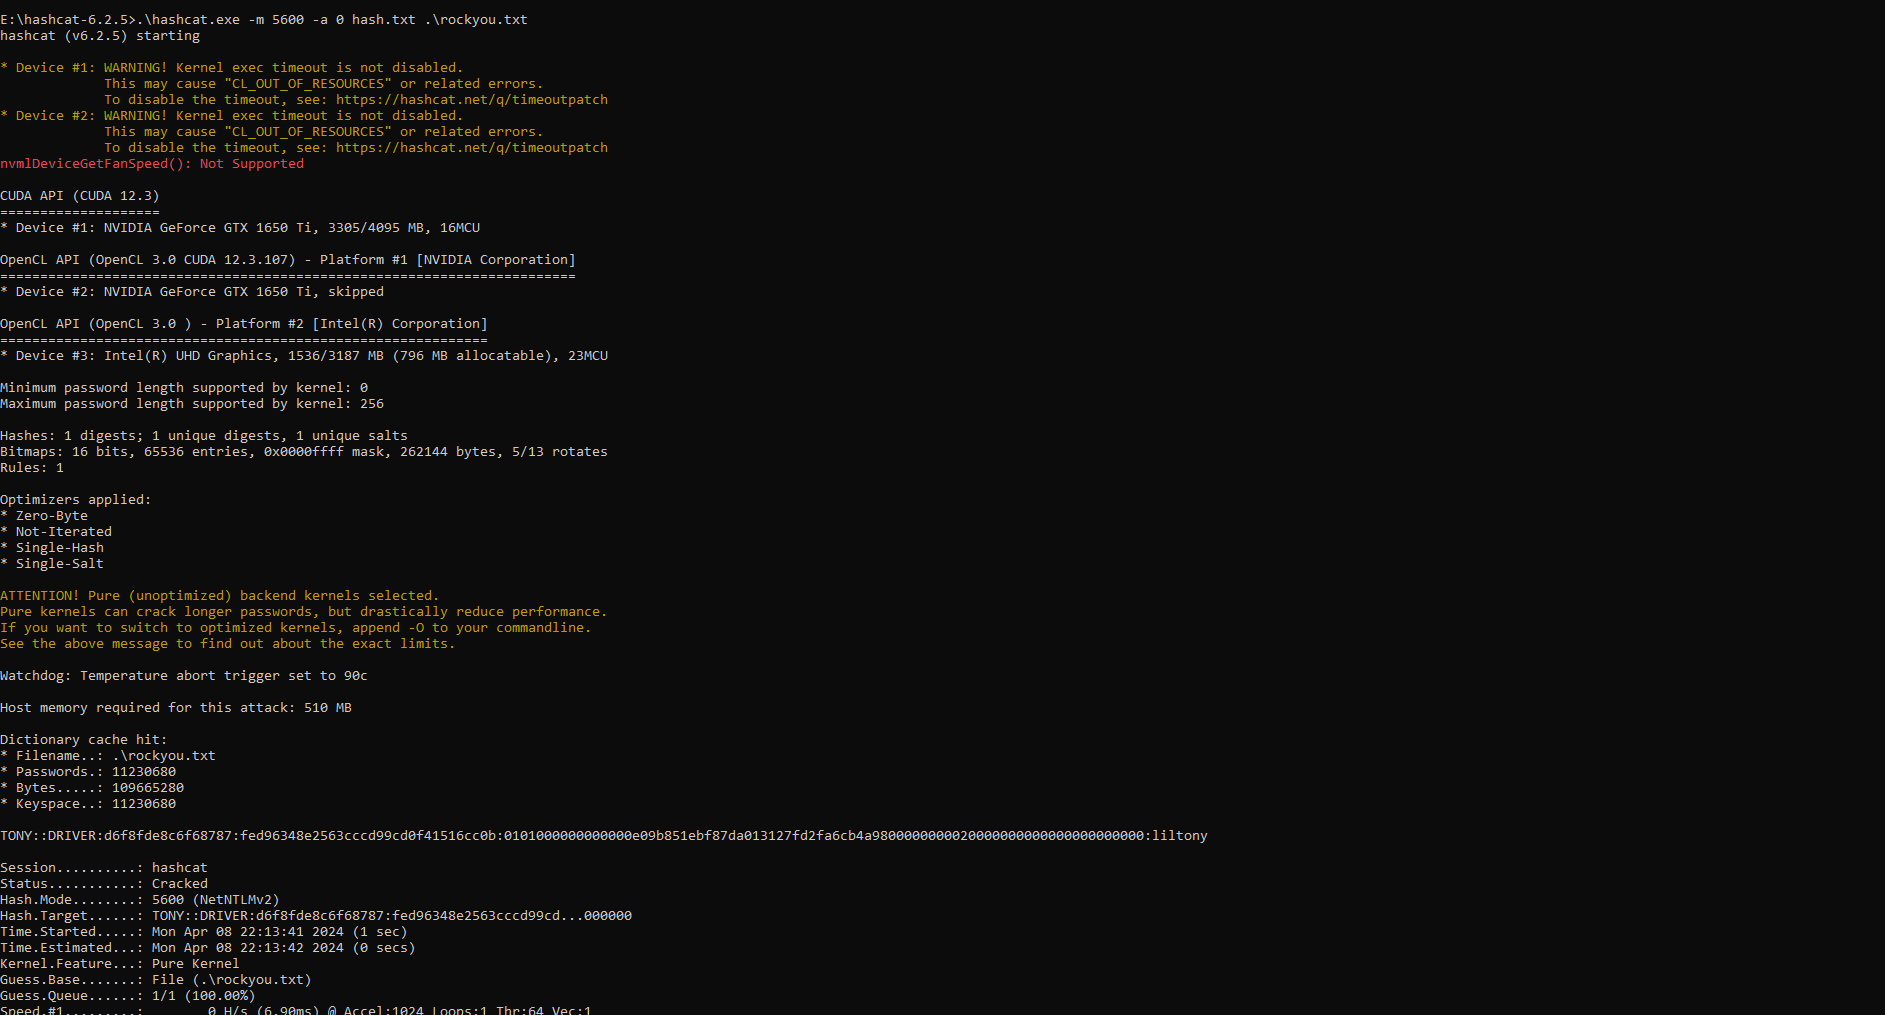 E:\hashcat-6.2.5>.\hashcat.exe -m 5600 -a 0 hash.txt .\rockyou.txt
hashcat (v6.2.5) starting
* Device #1: WARNING! Kernel exec timeout is not disabled.
This may cause "CL_OUT_OF_RESOURCES" or related errors.
To disable the timeout, see: https://hashcat.net/q/timeoutpatch
* Device #2: WARNING! Kernel exec timeout is not disabled.
This may cause "CL_OUT_OF_RESOURCES" or related errors.
To disable the timeout, see: https://hashcat.net/q/timeoutpatch
nvmlDeviceGetFanSpeed(): Not Supported
CUDA API (CUDA 12.3)
====================
* Device #1: NVIDIA GeForce GTX 1650 Ti, 3305/4095 MB, 16MCU
OpenCL API (OpenCL 3.0 CUDA 12.3.107) - Platform #1 [NVIDIA Corporation]
========================================================================
* Device #2: NVIDIA GeForce GTX 1650 Ti, skipped
OpenCL API (OpenCL 3.0 ) - Platform #2 [Intel(R) Corporation]
=============================================================
* Device #3: Intel(R) UHD Graphics, 1536/3187 MB (796 MB allocatable), 23MCU
Minimum password length supported by kernel: 0
Maximum password length supported by kernel: 256
Hashes: 1 digests; 1 unique digests, 1 unique salts
Bitmaps: 16 bits, 65536 entries, 0x0000ffff mask, 262144 bytes, 5/13 rotates
Rules: 1
Optimizers applied:
* Zero-Byte
* Not-Iterated
* Single-Hash
* Single-Salt
ATTENTION! Pure (unoptimized) backend kernels selected.
Pure kernels can crack longer passwords, but drastically reduce performance.
If you want to switch to optimized kernels, append -O to your commandline.
See the above message to find out about the exact limits.
Watchdog: Temperature abort trigger set to 90c
Host memory required for this attack: 510 MB
Dictionary cache hit:
* Filename..: .\rockyou.txt
* Passwords.: 11230680
* Bytes.....: 109665280
* Keyspace..: 11230680
TONY::DRIVER:d6f8fde8c6f68787:fed96348e2563cccd99cd0f41516cc0b:0101000000000000e09b851ebf87da013127fd2fa6cb4a980000000002000000000000000000000000:liltony
Session..........: hashcat
Status...........: Cracked
Hash.Mode........: 5600 (NetNTLMv2)
Hash.Target......: TONY::DRIVER:d6f8fde8c6f68787:fed96348e2563cccd99cd...000000
Time.Started.....: Mon Apr 08 22:13:41 2024 (1 sec)
Time.Estimated...: Mon Apr 08 22:13:42 2024 (0 secs)
Kernel.Feature...: Pure Kernel
Guess.Base.......: File (.\rockyou.txt)
Guess.Queue......: 1/1 (100.00%)
Speed.#1.........:        0 H/s (6.90ms) @ Accel:1024 Loops:1 Thr:64 Vec:1